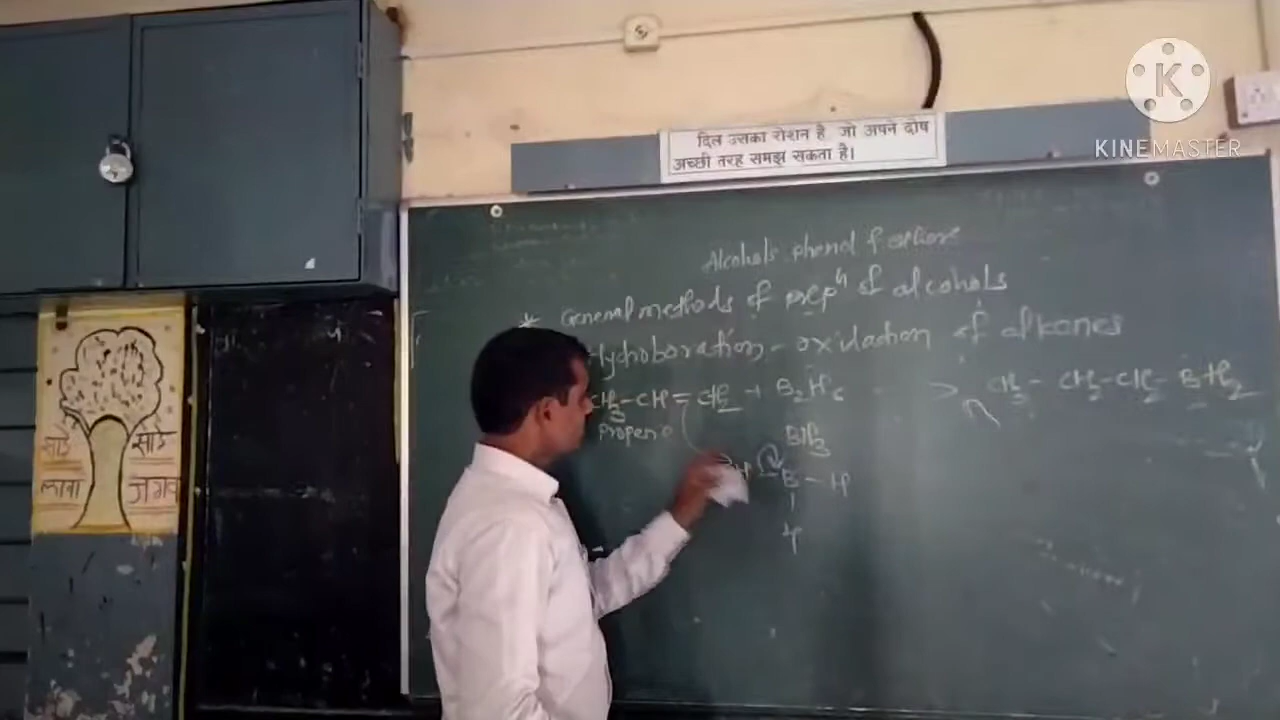 K
KINEMASTER
दिल उसका रोशन है जो अपने दोष
अच्छी तरह समझ सकता है।
Alcohols phenol & ethers
* General methods of prepⁿ of alcohols
Hydroboration - oxidation of alkenes
CH₃ - CH = CH₂ + B₂H₆ > CH₃ - CH₂ - CH₂ - BH₂
Propene
BH₃
H B - H
H
झाडे झाडे
लावा जगवा